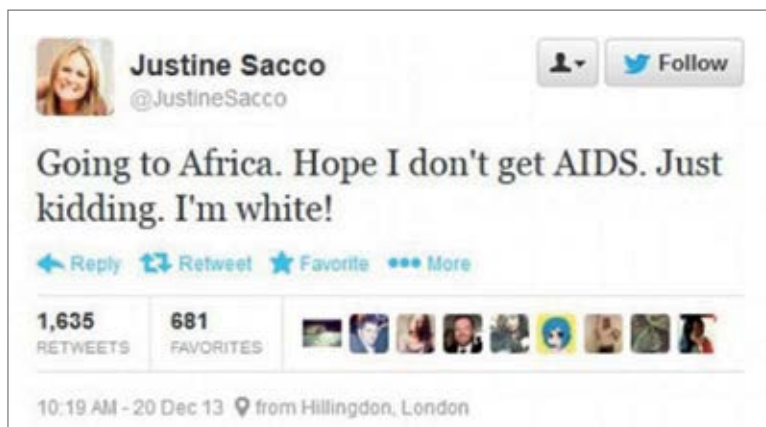 Justine Sacco
@JustineSacco
Follow
Going to Africa. Hope I don't get AIDS. Just
kidding. I'm white!
Reply Retweet Favorite More
1,635 681
RETWEETS FAVORITES
10:19 AM - 20 Dec 13 from Hillingdon, London